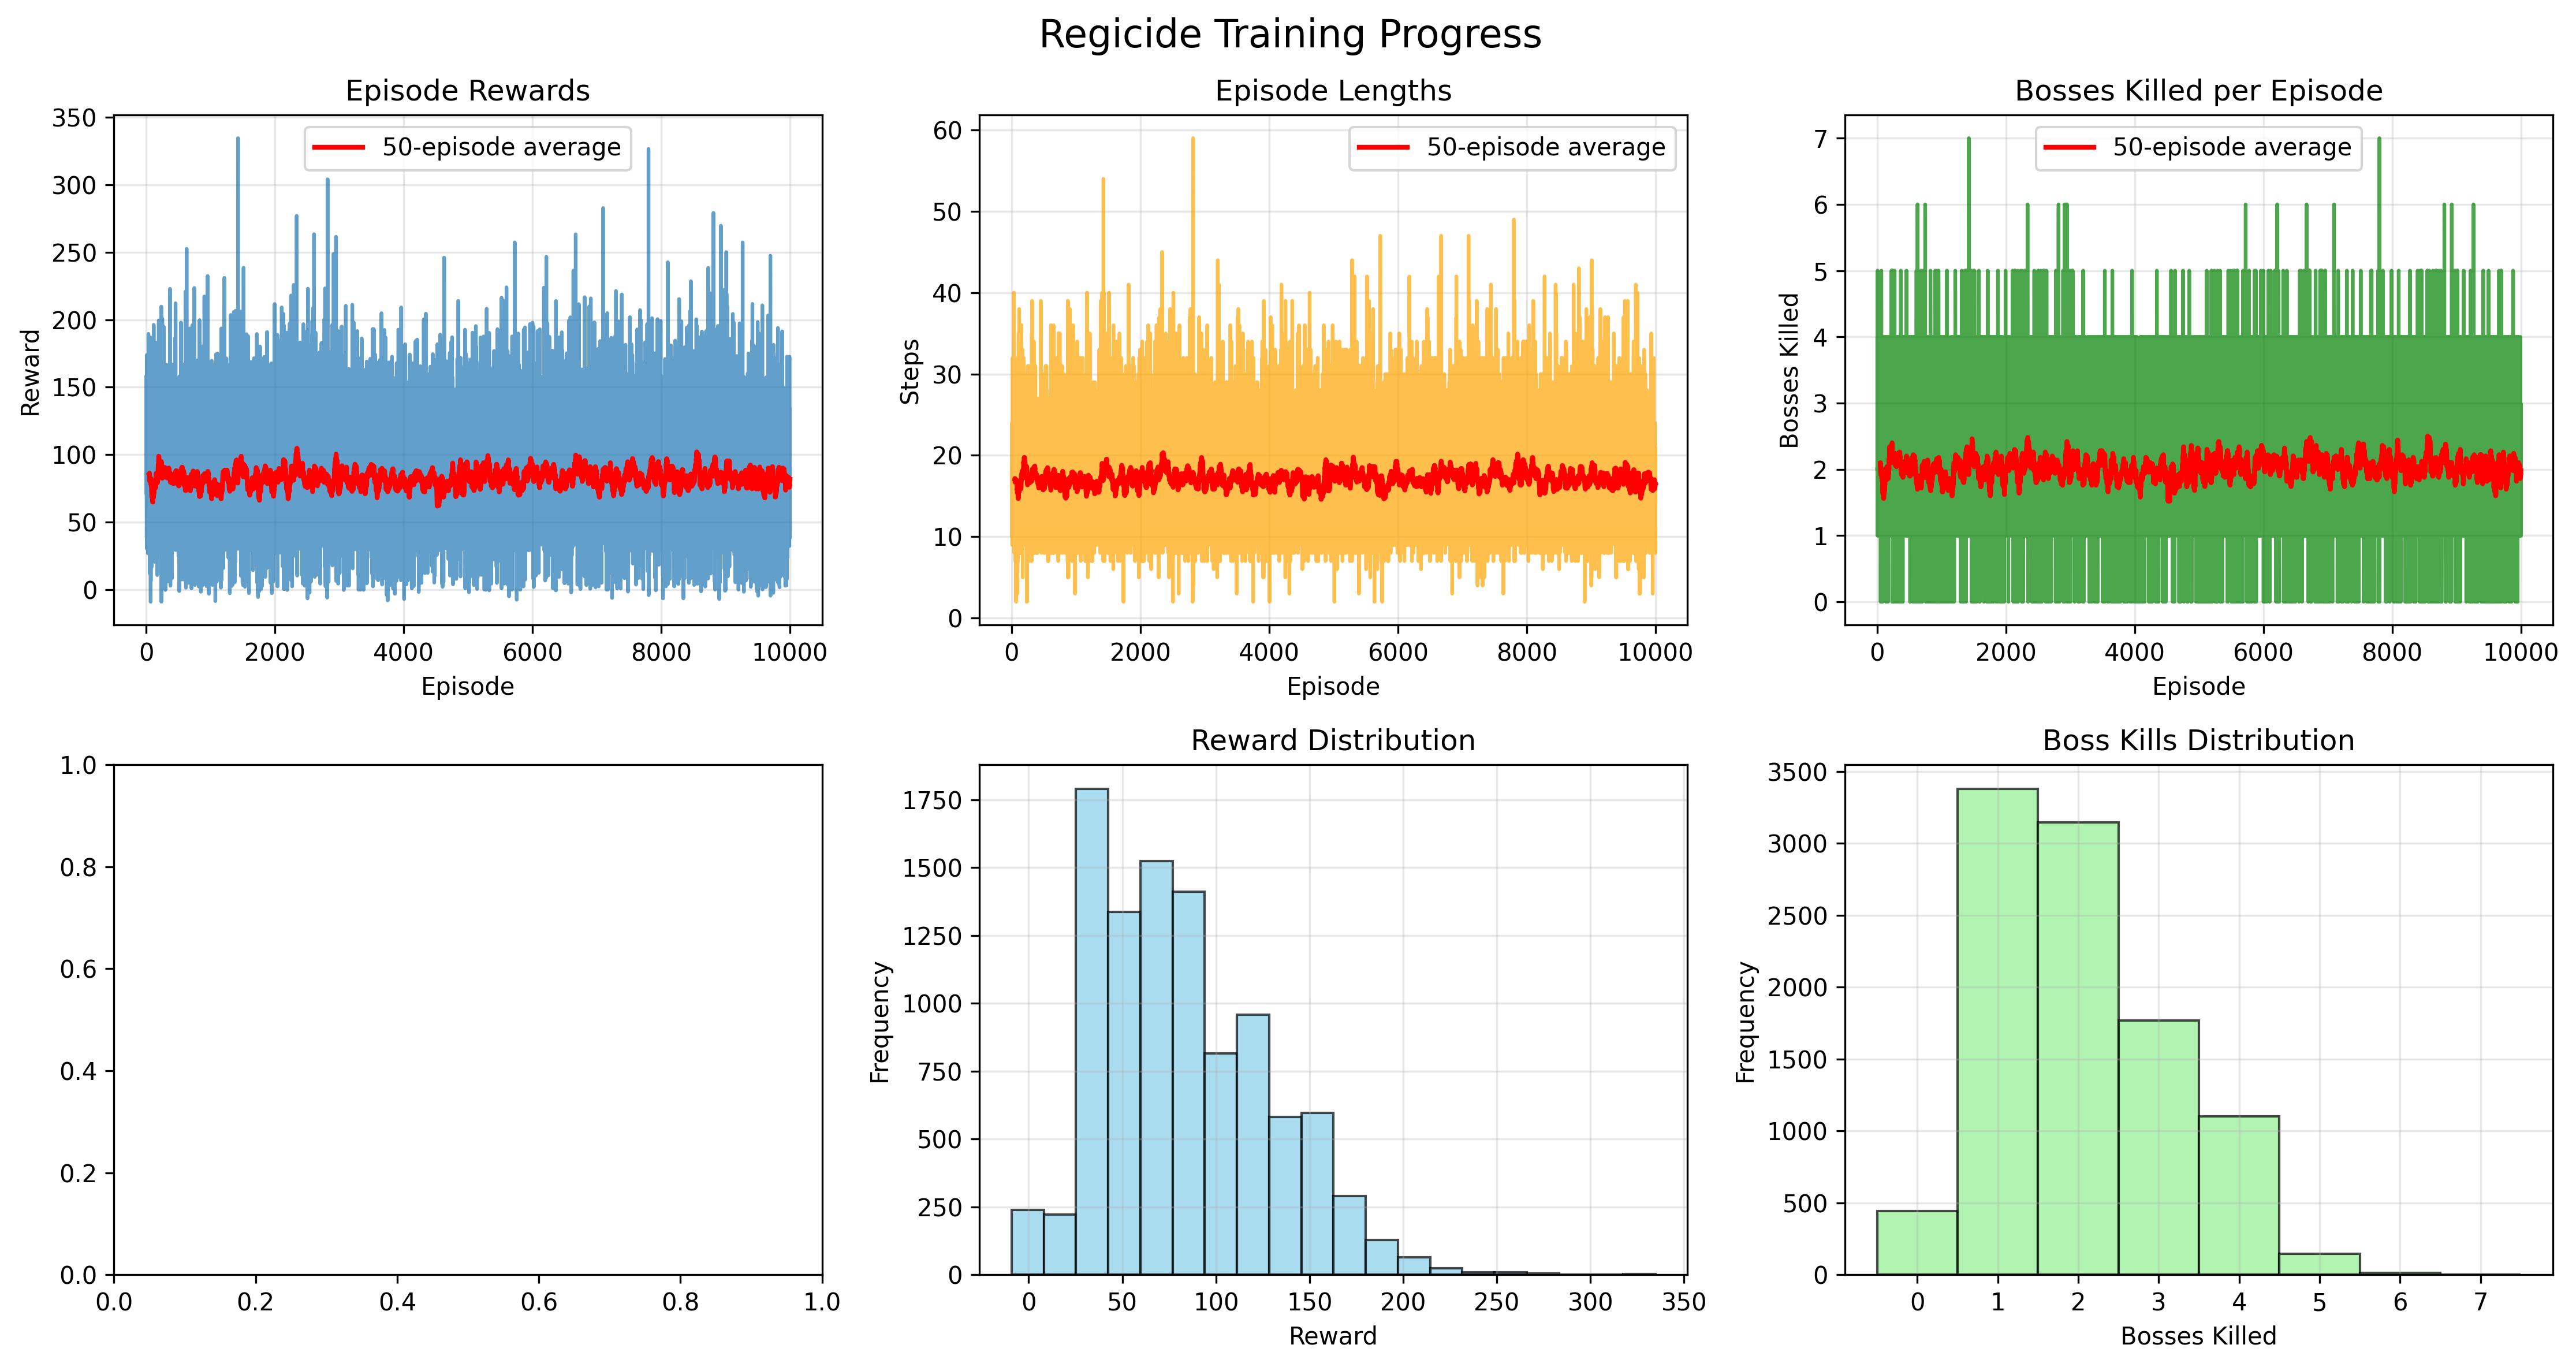 Regicide Training Progress
Episode Rewards
50-episode average
350
300
250
200
150
100
50
0
Reward
0 2000 4000 6000 8000 10000
Episode
Episode Lengths
50-episode average
60
50
40
30
20
10
0
Steps
0 2000 4000 6000 8000 10000
Episode
Bosses Killed per Episode
50-episode average
7
6
5
4
3
2
1
0
Bosses Killed
0 2000 4000 6000 8000 10000
Episode
1.0
0.8
0.6
0.4
0.2
0.0
0.0 0.2 0.4 0.6 0.8 1.0
Reward Distribution
1750
1500
1250
1000
750
500
250
0
Frequency
0 50 100 150 200 250 300 350
Reward
Boss Kills Distribution
3500
3000
2500
2000
1500
1000
500
0
Frequency
0 1 2 3 4 5 6 7
Bosses Killed